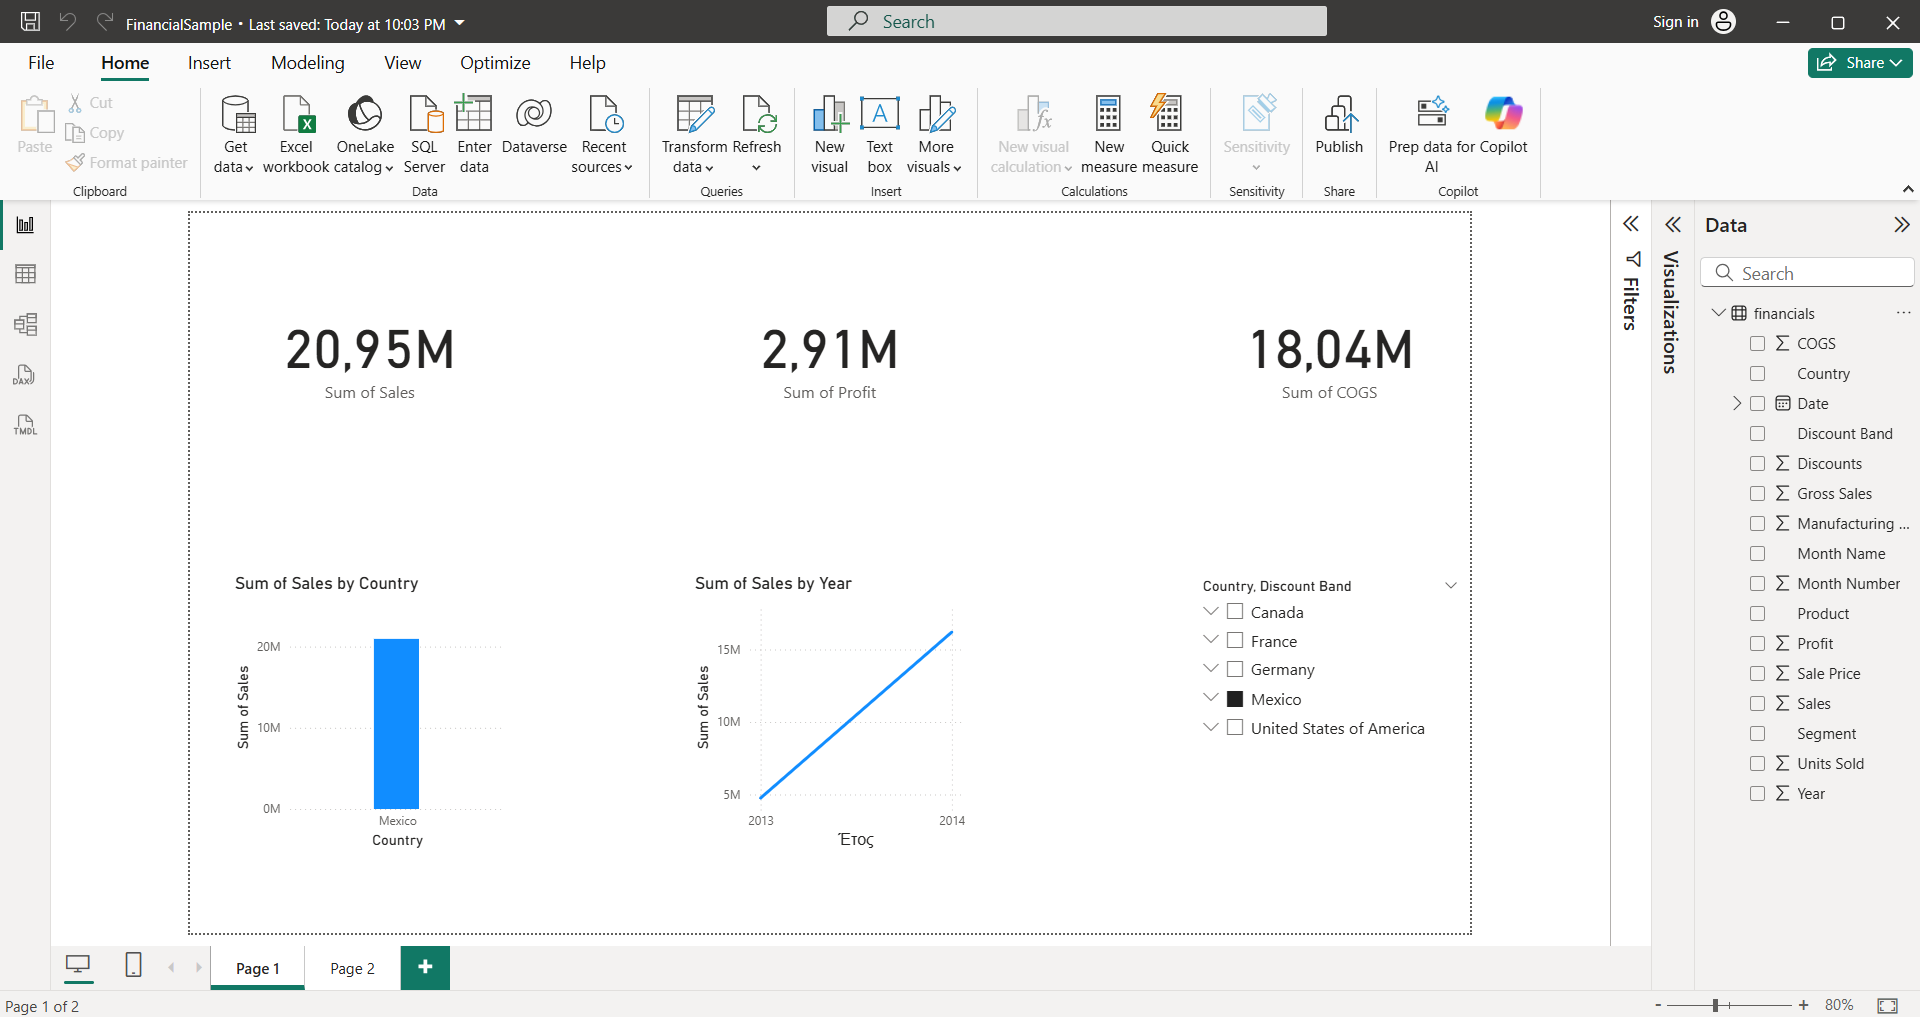 FinancialSample • Last saved: Today at 10:03 PM
Search
Sign in
File
Home
Insert
Modeling
View
Optimize
Help
Share
Paste
Cut
Copy
Format painter
Clipboard
Get
data
Excel
workbook
OneLake
catalog
SQL
Server
Enter
data
Dataverse
Recent
sources
Data
Transform
data
Refresh
Queries
New
visual
Text
box
More
visuals
Insert
New visual
calculation
New
measure
Quick
measure
Calculations
Sensitivity
Sensitivity
Publish
Share
Prep data for
AI
Copilot
Copilot
DAX
TMDL
20,95M
Sum of Sales
2,91M
Sum of Profit
18,04M
Sum of COGS
Sum of Sales by Country
Sum of Sales
20M
10M
0M
Mexico
Country
Sum of Sales by Year
Sum of Sales
15M
10M
5M
2013
2014
Έτος
Country, Discount Band
Canada
France
Germany
Mexico
United States of America
Filters
Visualizations
Data
Search
financials
COGS
Country
Date
Discount Band
Discounts
Gross Sales
Manufacturing ...
Month Name
Month Number
Product
Profit
Sale Price
Sales
Segment
Units Sold
Year
Page 1
Page 2
Page 1 of 2
80%